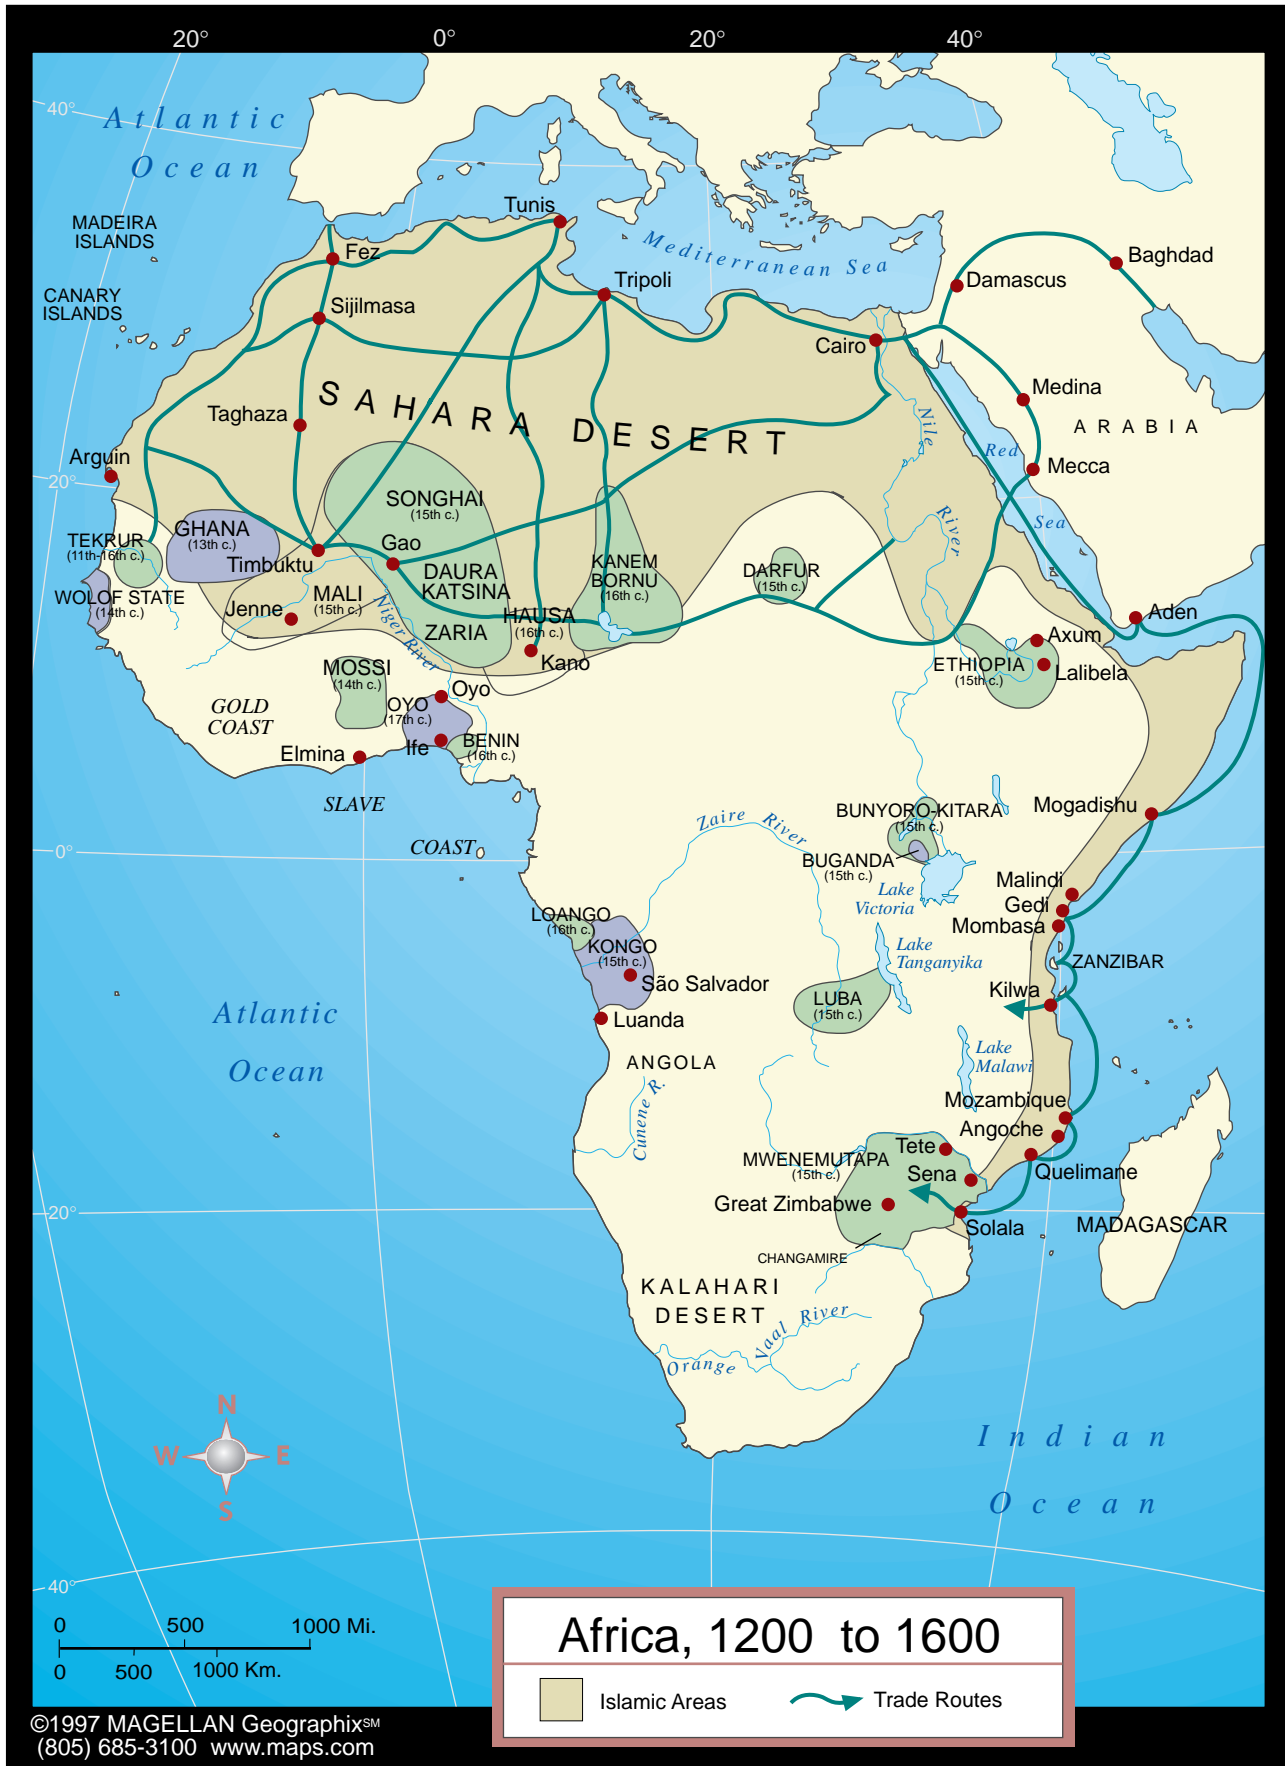 20°
0°
20°
40°
40°
Atlantic
Ocean
MADEIRA
ISLANDS
CANARY
ISLANDS
Tunis
Fez
Mediterranean Sea
Tripoli
Sijilmasa
Damascus
Baghdad
Cairo
Taghaza
SAHARA DESERT
Nile
River
Medina
ARABIA
Red
Sea
Mecca
Arguin
20°
SONGHAI
(15th c.)
GHANA
(13th c.)
TEKRUR
(11th-16th c.)
Timbuktu
Gao
DAURA
KATSINA
KANEM
BORNU
(16th c.)
DARFUR
(15th c.)
WOLOF STATE
(14th c.)
Jenne
MALI
(15th c.)
Niger River
ZARIA
HAUSA
(16th c.)
Kano
Aden
Axum
ETHIOPIA
(15th c.)
Lalibela
MOSSI
(14th c.)
OYO
(17th c.)
Oyo
GOLD
COAST
Ife
BENIN
(16th c.)
Elmina
SLAVE
COAST
0°
Zaire River
BUNYORO-KITARA
(15th c.)
BUGANDA
(15th c.)
Lake
Victoria
Mogadishu
Malindi
Gedi
Mombasa
ZANZIBAR
LOANGO
(16th c.)
KONGO
(15th c.)
São Salvador
Lake
Tanganyika
Kilwa
LUBA
(15th c.)
Luanda
ANGOLA
Atlantic
Ocean
Cunene R.
Lake
Malawi
Mozambique
Angoche
Tete
MWENEMUTAPA
(15th c.)
Sena
Quelimane
Great Zimbabwe
Solala
MADAGASCAR
20°
CHANGAMIRE
KALAHARI
DESERT
Vaal River
Orange
N
W
E
S
Indian
Ocean
40°
0
500
1000 Mi.
0
500
1000 Km.
Africa, 1200 to 1600
Islamic Areas
Trade Routes
©1997 MAGELLAN Geographix℠
(805) 685-3100 www.maps.com